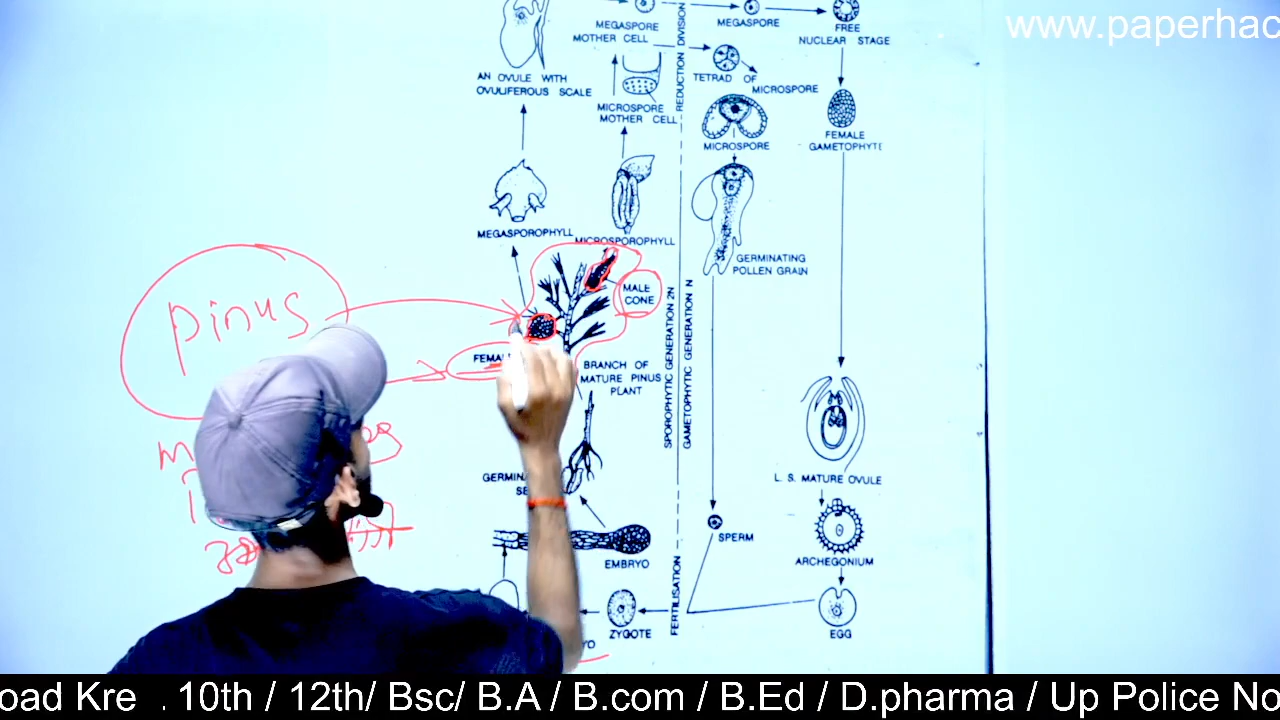 www.paperhac
MEGASPORE
MOTHER CELL
MEGASPORE
FREE
NUCLEAR STAGE
REDUCTION DIVISION
AN OVULE WITH
OVULIFEROUS SCALE
TETRAD OF
MICROSPORE
MICROSPORE
MOTHER CELL
MICROSPORE
FEMALE
GAMETOPHYTE
MEGASPOROPHYLL
MICROSPOROPHYLL
GERMINATING
POLLEN GRAIN
Pinus
MALE
CONE
BRANCH OF
MATURE PINUS
PLANT
SPOROPHYTIC GENERATION 2N
GAMETOPHYTIC GENERATION N
L. S. MATURE OVULE
SPERM
ARCHEGONIUM
EMBRYO
FERTILISATION
ZYGOTE
EGG
oad Kre . 10th / 12th/ Bsc/ B.A / B.com / B.Ed / D.pharma / Up Police No